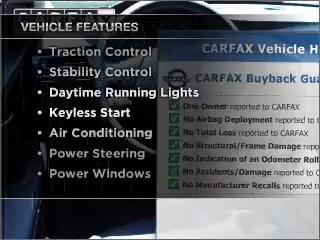 CARFAX
VEHICLE FEATURES
• Traction Control
• Stability Control
• Daytime Running Lights
• Keyless Start
• Air Conditioning
• Power Steering
• Power Windows
CARFAX Vehicle H
CARFAX Buyback Gua
One Owner reported to CARFAX
No Airbag Deployment reported to C
No Total Loss reported to CARFAX
No Structural/Frame Damage repo
No Indication of an Odometer Roll
No Accidents/Damage reported to C
No Manufacturer Recalls reported t